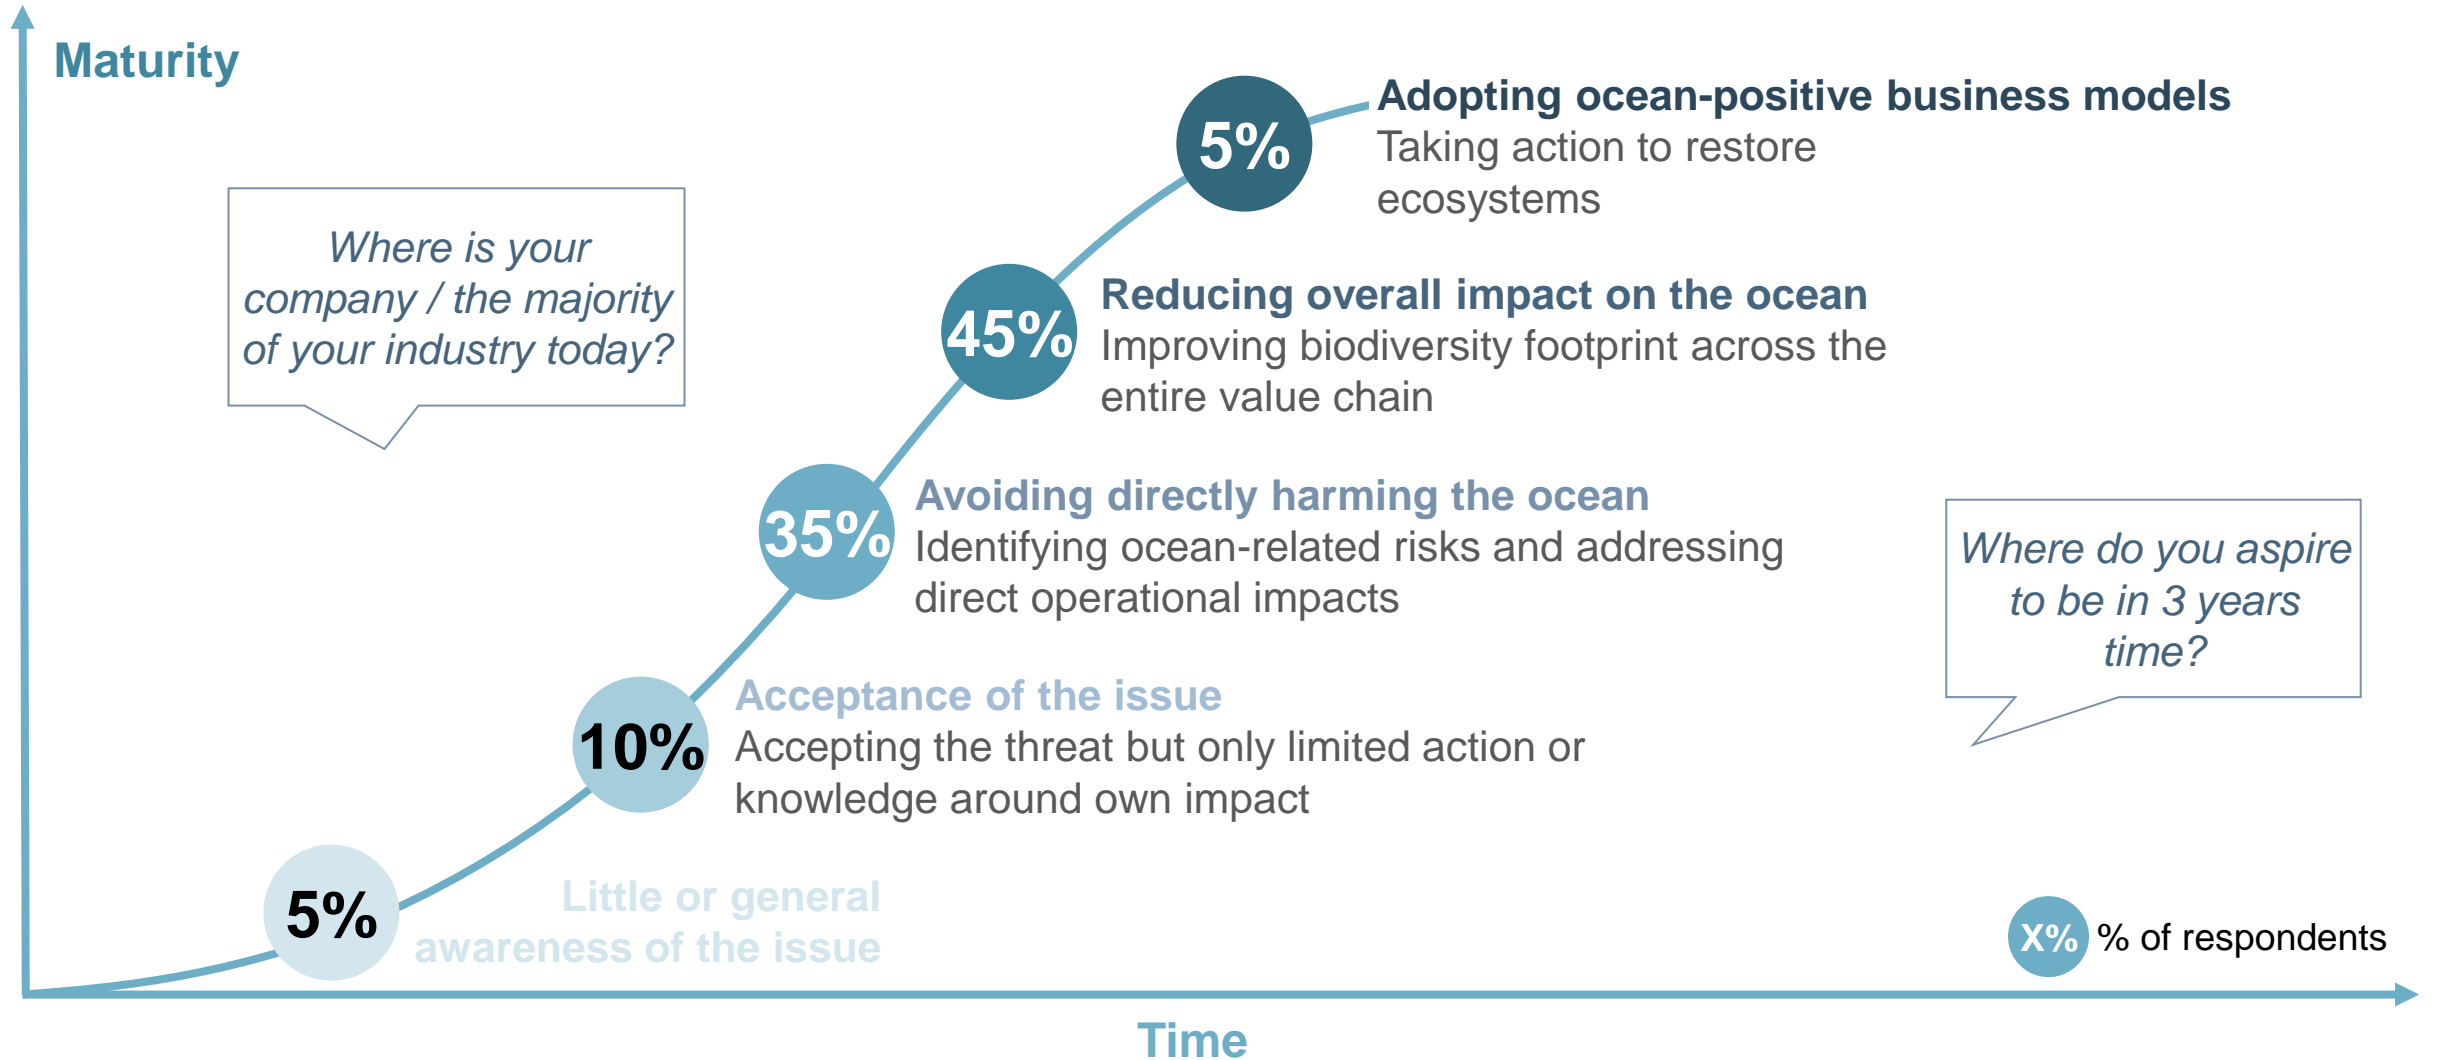 Maturity
Adopting ocean-positive business models
Taking action to restore
ecosystems
5%
Where is your
company / the majority
of your industry today?
Reducing overall impact on the ocean
Improving biodiversity footprint across the
entire value chain
45%
Avoiding directly harming the ocean
Identifying ocean-related risks and addressing
direct operational impacts
35%
Where do you aspire
to be in 3 years
time?
Acceptance of the issue
Accepting the threat but only limited action or
knowledge around own impact
10%
Little or general
awareness of the issue
5%
X% % of respondents
Time